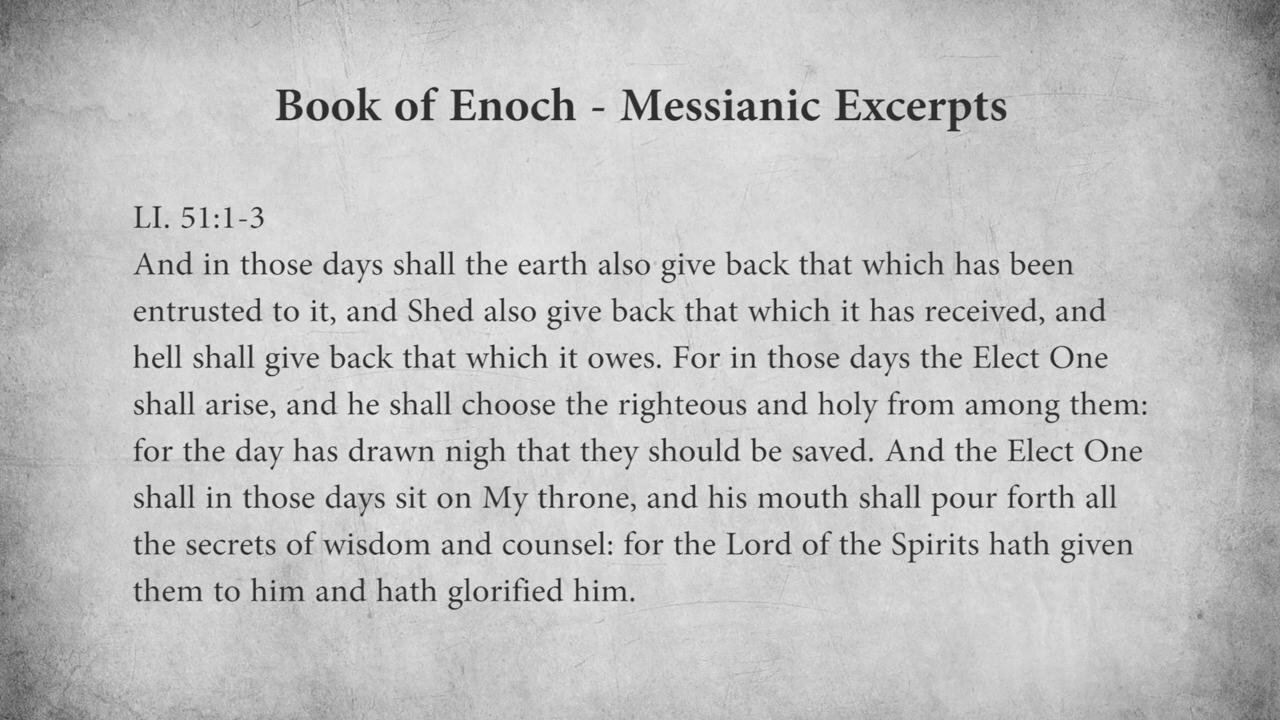 Book of Enoch - Messianic Excerpts
LI. 51:1-3
And in those days shall the earth also give back that which has been
entrusted to it, and Shed also give back that which it has received, and
hell shall give back that which it owes. For in those days the Elect One
shall arise, and he shall choose the righteous and holy from among them:
for the day has drawn nigh that they should be saved. And the Elect One
shall in those days sit on My throne, and his mouth shall pour forth all
the secrets of wisdom and counsel: for the Lord of the Spirits hath given
them to him and hath glorified him.